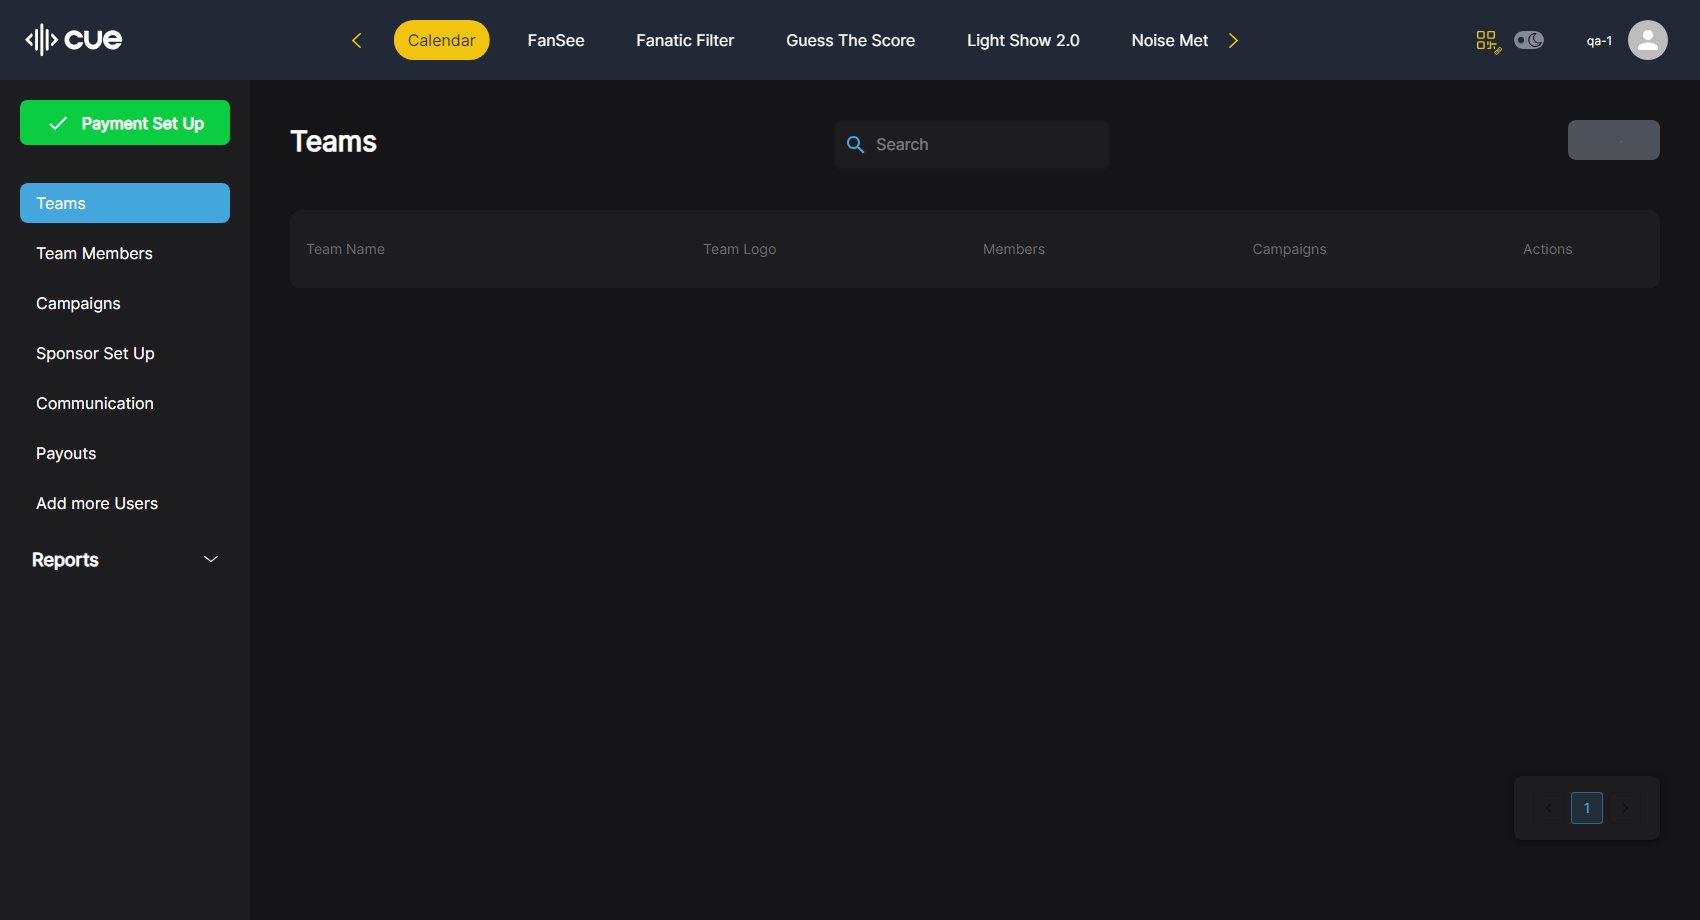 cue
Calendar
FanSee
Fanatic Filter
Guess The Score
Light Show 2.0
Noise Met
qa-1
Payment Set Up
Teams
Team Members
Campaigns
Sponsor Set Up
Communication
Payouts
Add more Users
Reports
Teams
Search
Team Name
Team Logo
Members
Campaigns
Actions
1